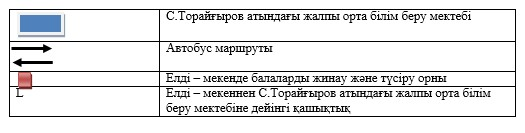 С.Торайғыров атындағы жалпы орта білім беру мектебі
Автобус маршруты
Елді – мекенде балаларды жинау және түсіру орны
L
Елді – мекеннен С.Торайғыров атындағы жалпы орта білім
беру мектебіне дейінгі қашықтық